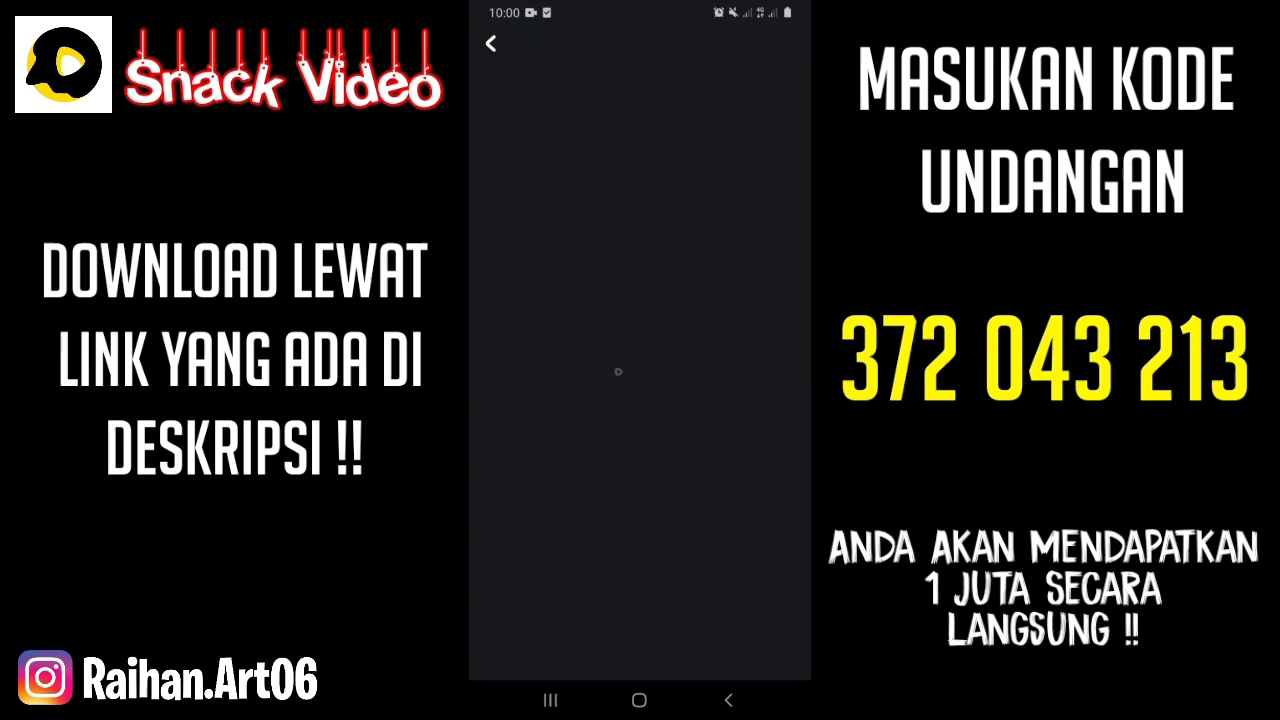 Snack Video
DOWNLOAD LEWAT
LINK YANG ADA DI
DESKRIPSI !!
Raihan.Art06
10:00
MASUKAN KODE
UNDANGAN
372 043 213
ANDA AKAN MENDAPATKAN
1 JUTA SECARA
LANGSUNG !!